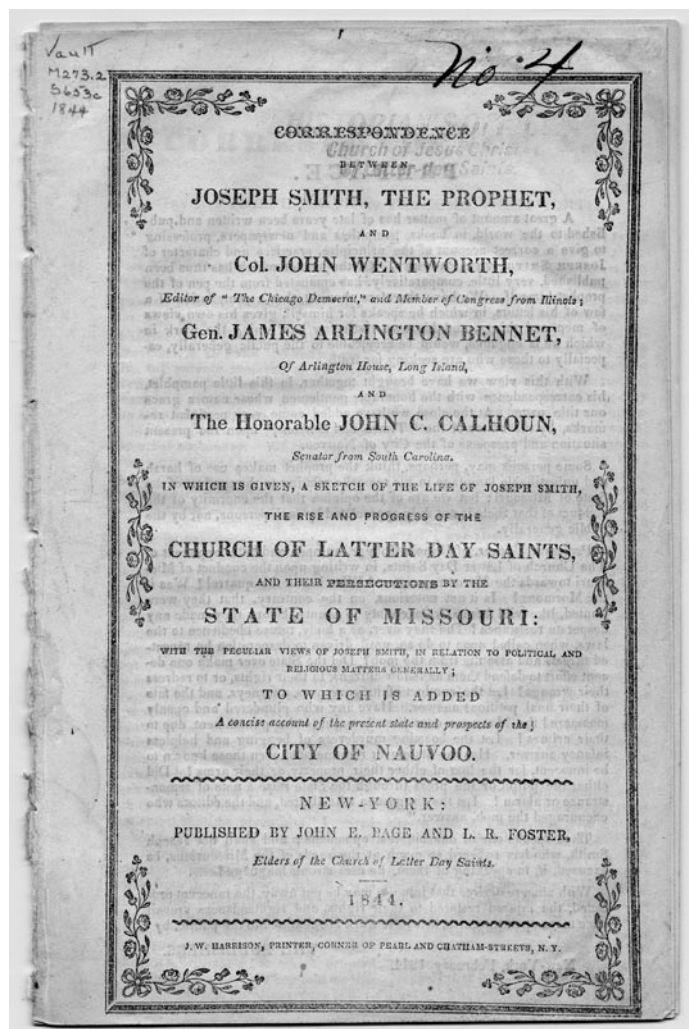 Vault
No. 4
M273.2
S653c
1844
CORRESPONDENCE
Church of Jesus Christ
BETWEEN
JOSEPH SMITH, THE PROPHET,
AND
Col. JOHN WENTWORTH,
Editor of "The Chicago Democrat," and Member of Congress from Illinois;
Gen. JAMES ARLINGTON BENNET,
Of Arlington House, Long Island,
AND
The Honorable JOHN C. CALHOUN,
Senator from South Carolina.
IN WHICH IS GIVEN, A SKETCH OF THE LIFE OF JOSEPH SMITH,
THE RISE AND PROGRESS OF THE
CHURCH OF LATTER DAY SAINTS,
AND THEIR PERSECUTIONS BY THE
STATE OF MISSOURI:
WITH THE PECULIAR VIEWS OF JOSEPH SMITH, IN RELATION TO POLITICAL AND
RELIGIOUS MATTERS GENERALLY;
TO WHICH IS ADDED
A concise account of the present state and prospects of the;
CITY OF NAUVOO.
NEW-YORK:
PUBLISHED BY JOHN E. PAGE AND L. R. FOSTER,
Elders of the Church of Latter Day Saints.
1844.
J. W. HARRISON, PRINTER, CORNER OF PEARL AND CHATHAM-STREETS, N. Y.